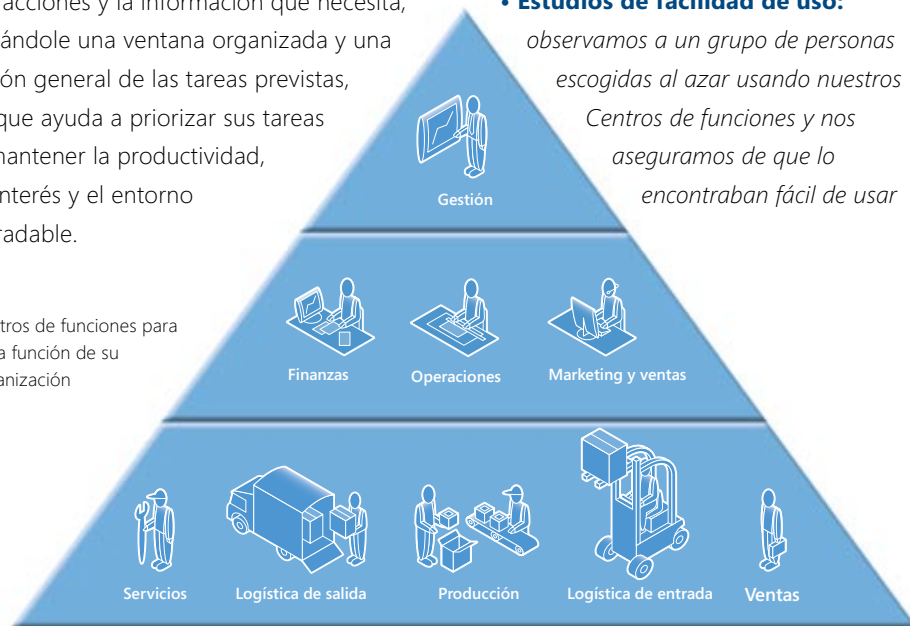 acciones y la información que necesita,
ándole una ventana organizada y una
ón general de las tareas previstas,
que ayuda a priorizar sus tareas
mantener la productividad,
nterés y el entorno
radable.
tros de funciones para
a función de su
anización
• Estudios de facilidad de uso:
observamos a un grupo de personas
escogidas al azar usando nuestros
Centros de funciones y nos
aseguramos de que lo
encontraban fácil de usar
Gestión
Finanzas
Operaciones
Marketing y ventas
Servicios
Logística de salida
Producción
Logística de entrada
Ventas